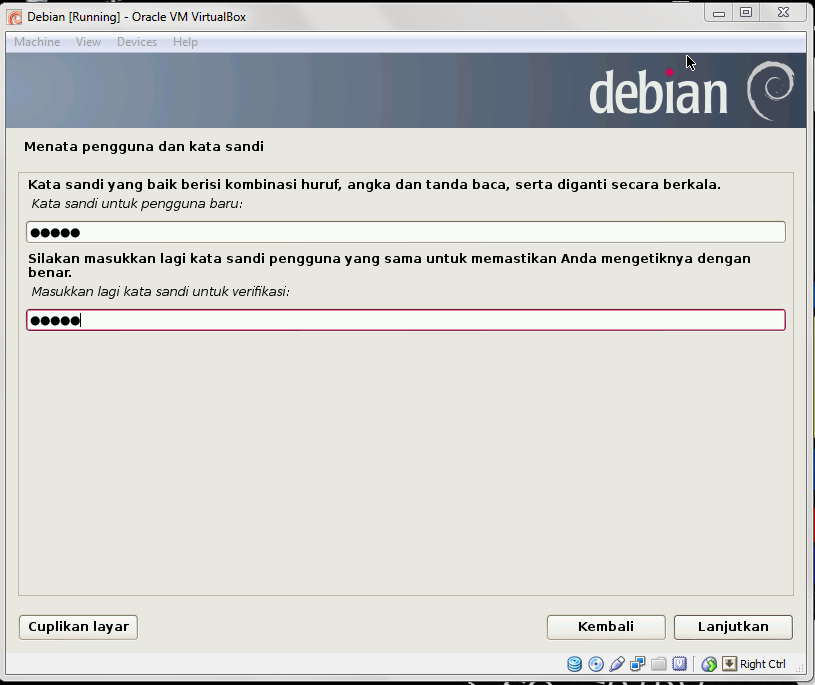 Debian [Running] - Oracle VM VirtualBox
Machine View Devices Help
debian
Menata pengguna dan kata sandi
Kata sandi yang baik berisi kombinasi huruf, angka dan tanda baca, serta diganti secara berkala.
Kata sandi untuk pengguna baru:
●●●●●
Silakan masukkan lagi kata sandi pengguna yang sama untuk memastikan Anda mengetiknya dengan
benar.
Masukkan lagi kata sandi untuk verifikasi:
●●●●●
Cuplikan layar Kembali Lanjutkan
Right Ctrl